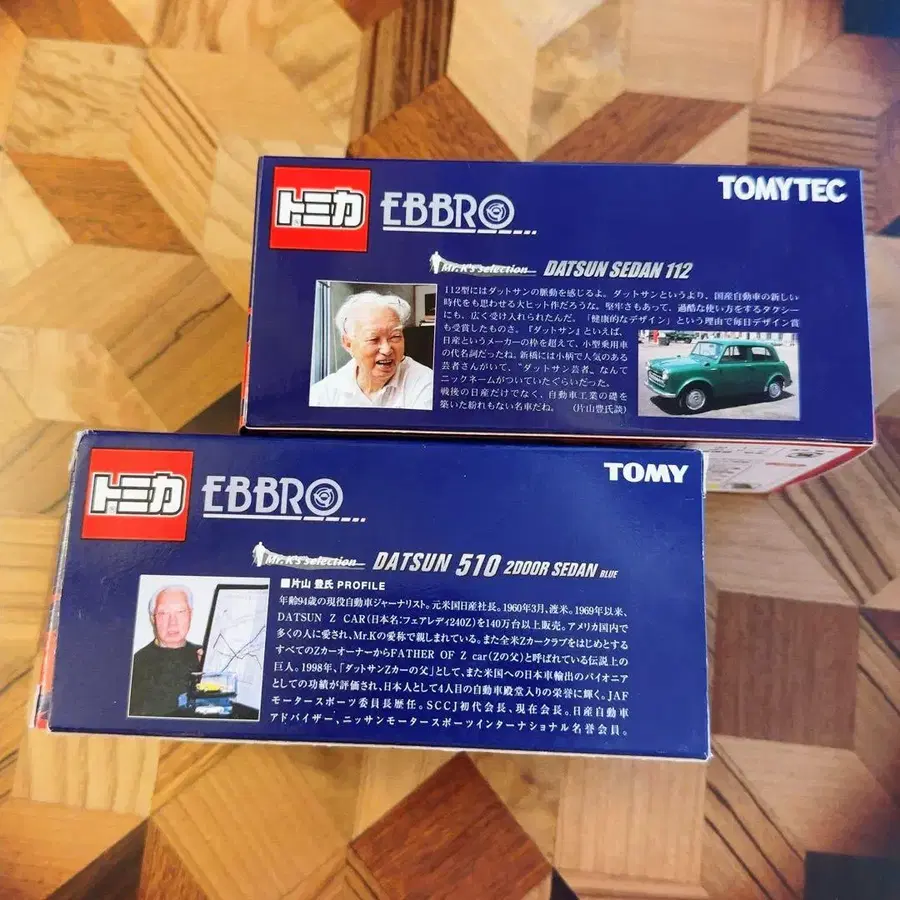 トミカ EBBRO TOMYTEC
Mr.K's selection DATSUN SEDAN 112
112型にはダットサンの脈動を感じるよ。ダットサンというより、国産自動車の新しい
時代をも思わせる大ヒット作だろうな。堅牢さもあって、過酷な使い方をするタクシー
にも、広く受け入れられたんだ。「健康的なデザイン」という理由で毎日デザイン賞
も受賞したものさ。『ダットサン』といえば、
日産というメーカーの枠を超えて、小型乗用車
の代名詞だったね。新橋には小柄で人気のある
芸者さんがいて、“ダットサン芸者〟なんて
ニックネームがついていたぐらいだった。
戦後の日産だけでなく、自動車工業の礎を
築いた紛れもない名車だね。 (片山豊氏談)
トミカ EBBRO TOMY
Mr.K's selection DATSUN 510 2DOOR SEDAN BLUE
■片山 豊氏 PROFILE
年齢94歳の現役自動車ジャーナリスト。元米国日産社長。1960年3月、渡米。1969年以来、
DATSUN Z CAR(日本名:フェアレディ240Z)を140万台以上販売。アメリカ国内で
多くの人に愛され、Mr.Kの愛称で親しまれている。また全米Zカークラブをはじめとする
すべてのZカーオーナーからFATHER OF Z car(Zの父)と呼ばれている伝説上の
巨人。1998年、「ダットサンZカーの父」として、また米国への日本車輸出のパイオニア
としての功績が評価され、日本人として4人目の自動車殿堂入りの栄誉に輝く。JAF
モータースポーツ委員長歴任。SCCJ初代会長、現在会長。日産自動車
アドバイザー、ニッサンモータースポーツインターナショナル名誉会員。